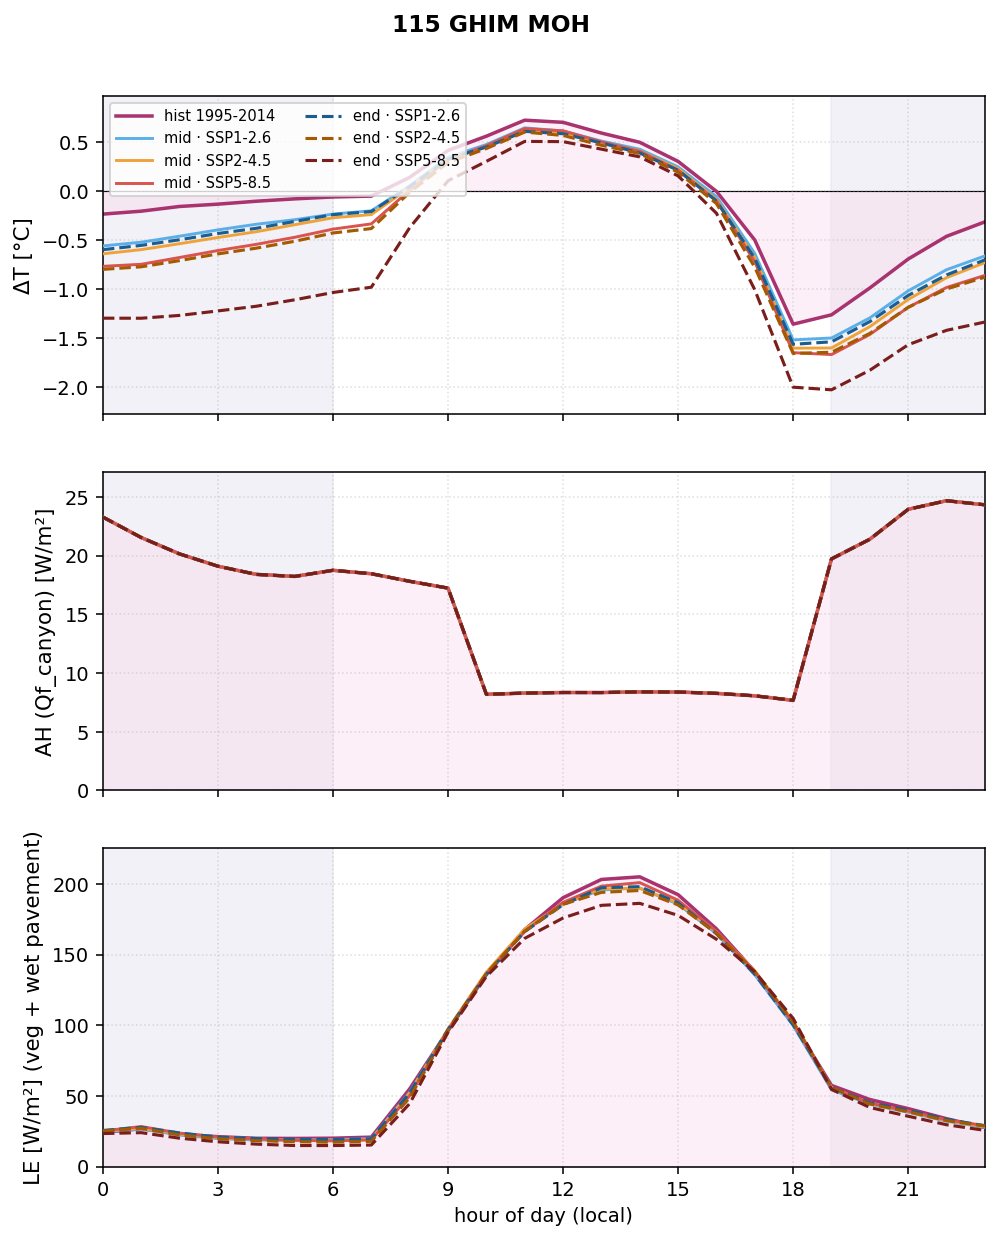 115 GHIM MOH
hist 1995-2014
mid · SSP1-2.6
mid · SSP2-4.5
mid · SSP5-8.5
end · SSP1-2.6
end · SSP2-4.5
end · SSP5-8.5
ΔT [°C]
0.5
0.0
−0.5
−1.0
−1.5
−2.0
AH (Qf_canyon) [W/m²]
25
20
15
10
5
0
LE [W/m²] (veg + wet pavement)
200
150
100
50
0
0 3 6 9 12 15 18 21
hour of day (local)